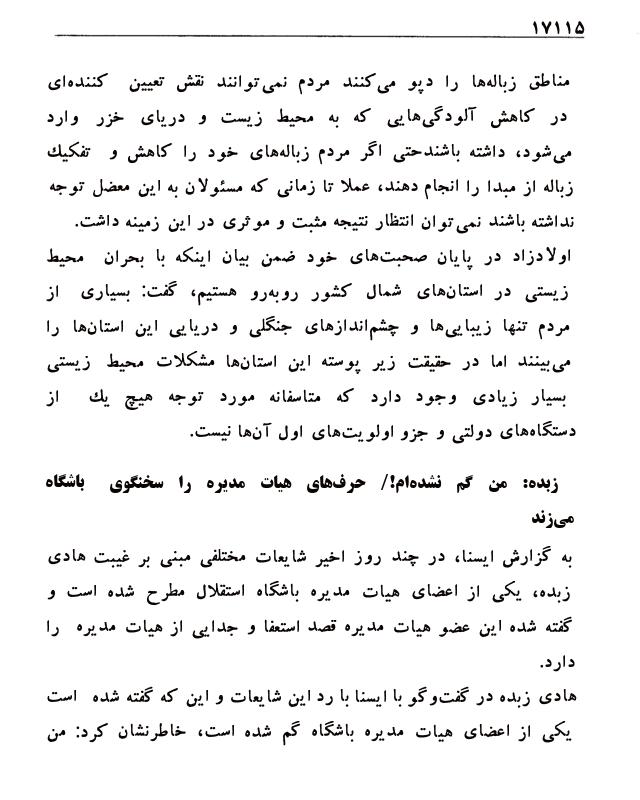 ۱۷۱۱۵
مناطق زباله‌ها را دپو می‌کنند مردم نمی‌توانند نقش تعیین کننده‌ای
در کاهش آلودگی‌هایی که به محیط زیست و دریای خزر وارد
می‌شود، داشته باشندحتی اگر مردم زباله‌های خود را کاهش و تفکیك
زباله از مبدا را انجام دهند، عملا تا زمانی که مسئولان به این معضل توجه
نداشته باشند نمی‌توان انتظار نتیجه مثبت و موثری در این زمینه داشت.
اولادزاد در پایان صحبت‌های خود ضمن بیان اینکه با بحران محیط
زیستی در استان‌های شمال کشور روبه‌رو هستیم، گفت: بسیاری از
مردم تنها زیبایی‌ها و چشم‌اندازهای جنگلی و دریایی این استان‌ها را
می‌بینند اما در حقیقت زیر پوسته این استان‌ها مشکلات محیط زیستی
بسیار زیادی وجود دارد که متاسفانه مورد توجه هیچ یك از
دستگاه‌های دولتی و جزو اولویت‌های اول آن‌ها نیست.
زبده: من گم نشده‌ام!/ حرف‌های هیات مدیره را سخنگوی باشگاه
می‌زند
به گزارش ایسنا، در چند روز اخیر شایعات مختلفی مبنی بر غیبت هادی
زبده، یکی از اعضای هیات مدیره باشگاه استقلال مطرح شده است و
گفته شده این عضو هیات مدیره قصد استعفا و جدایی از هیات مدیره را
دارد.
هادی زبده در گفت‌وگو با ایسنا با رد این شایعات و این که گفته شده است
یکی از اعضای هیات مدیره باشگاه گم شده است، خاطرنشان کرد: من